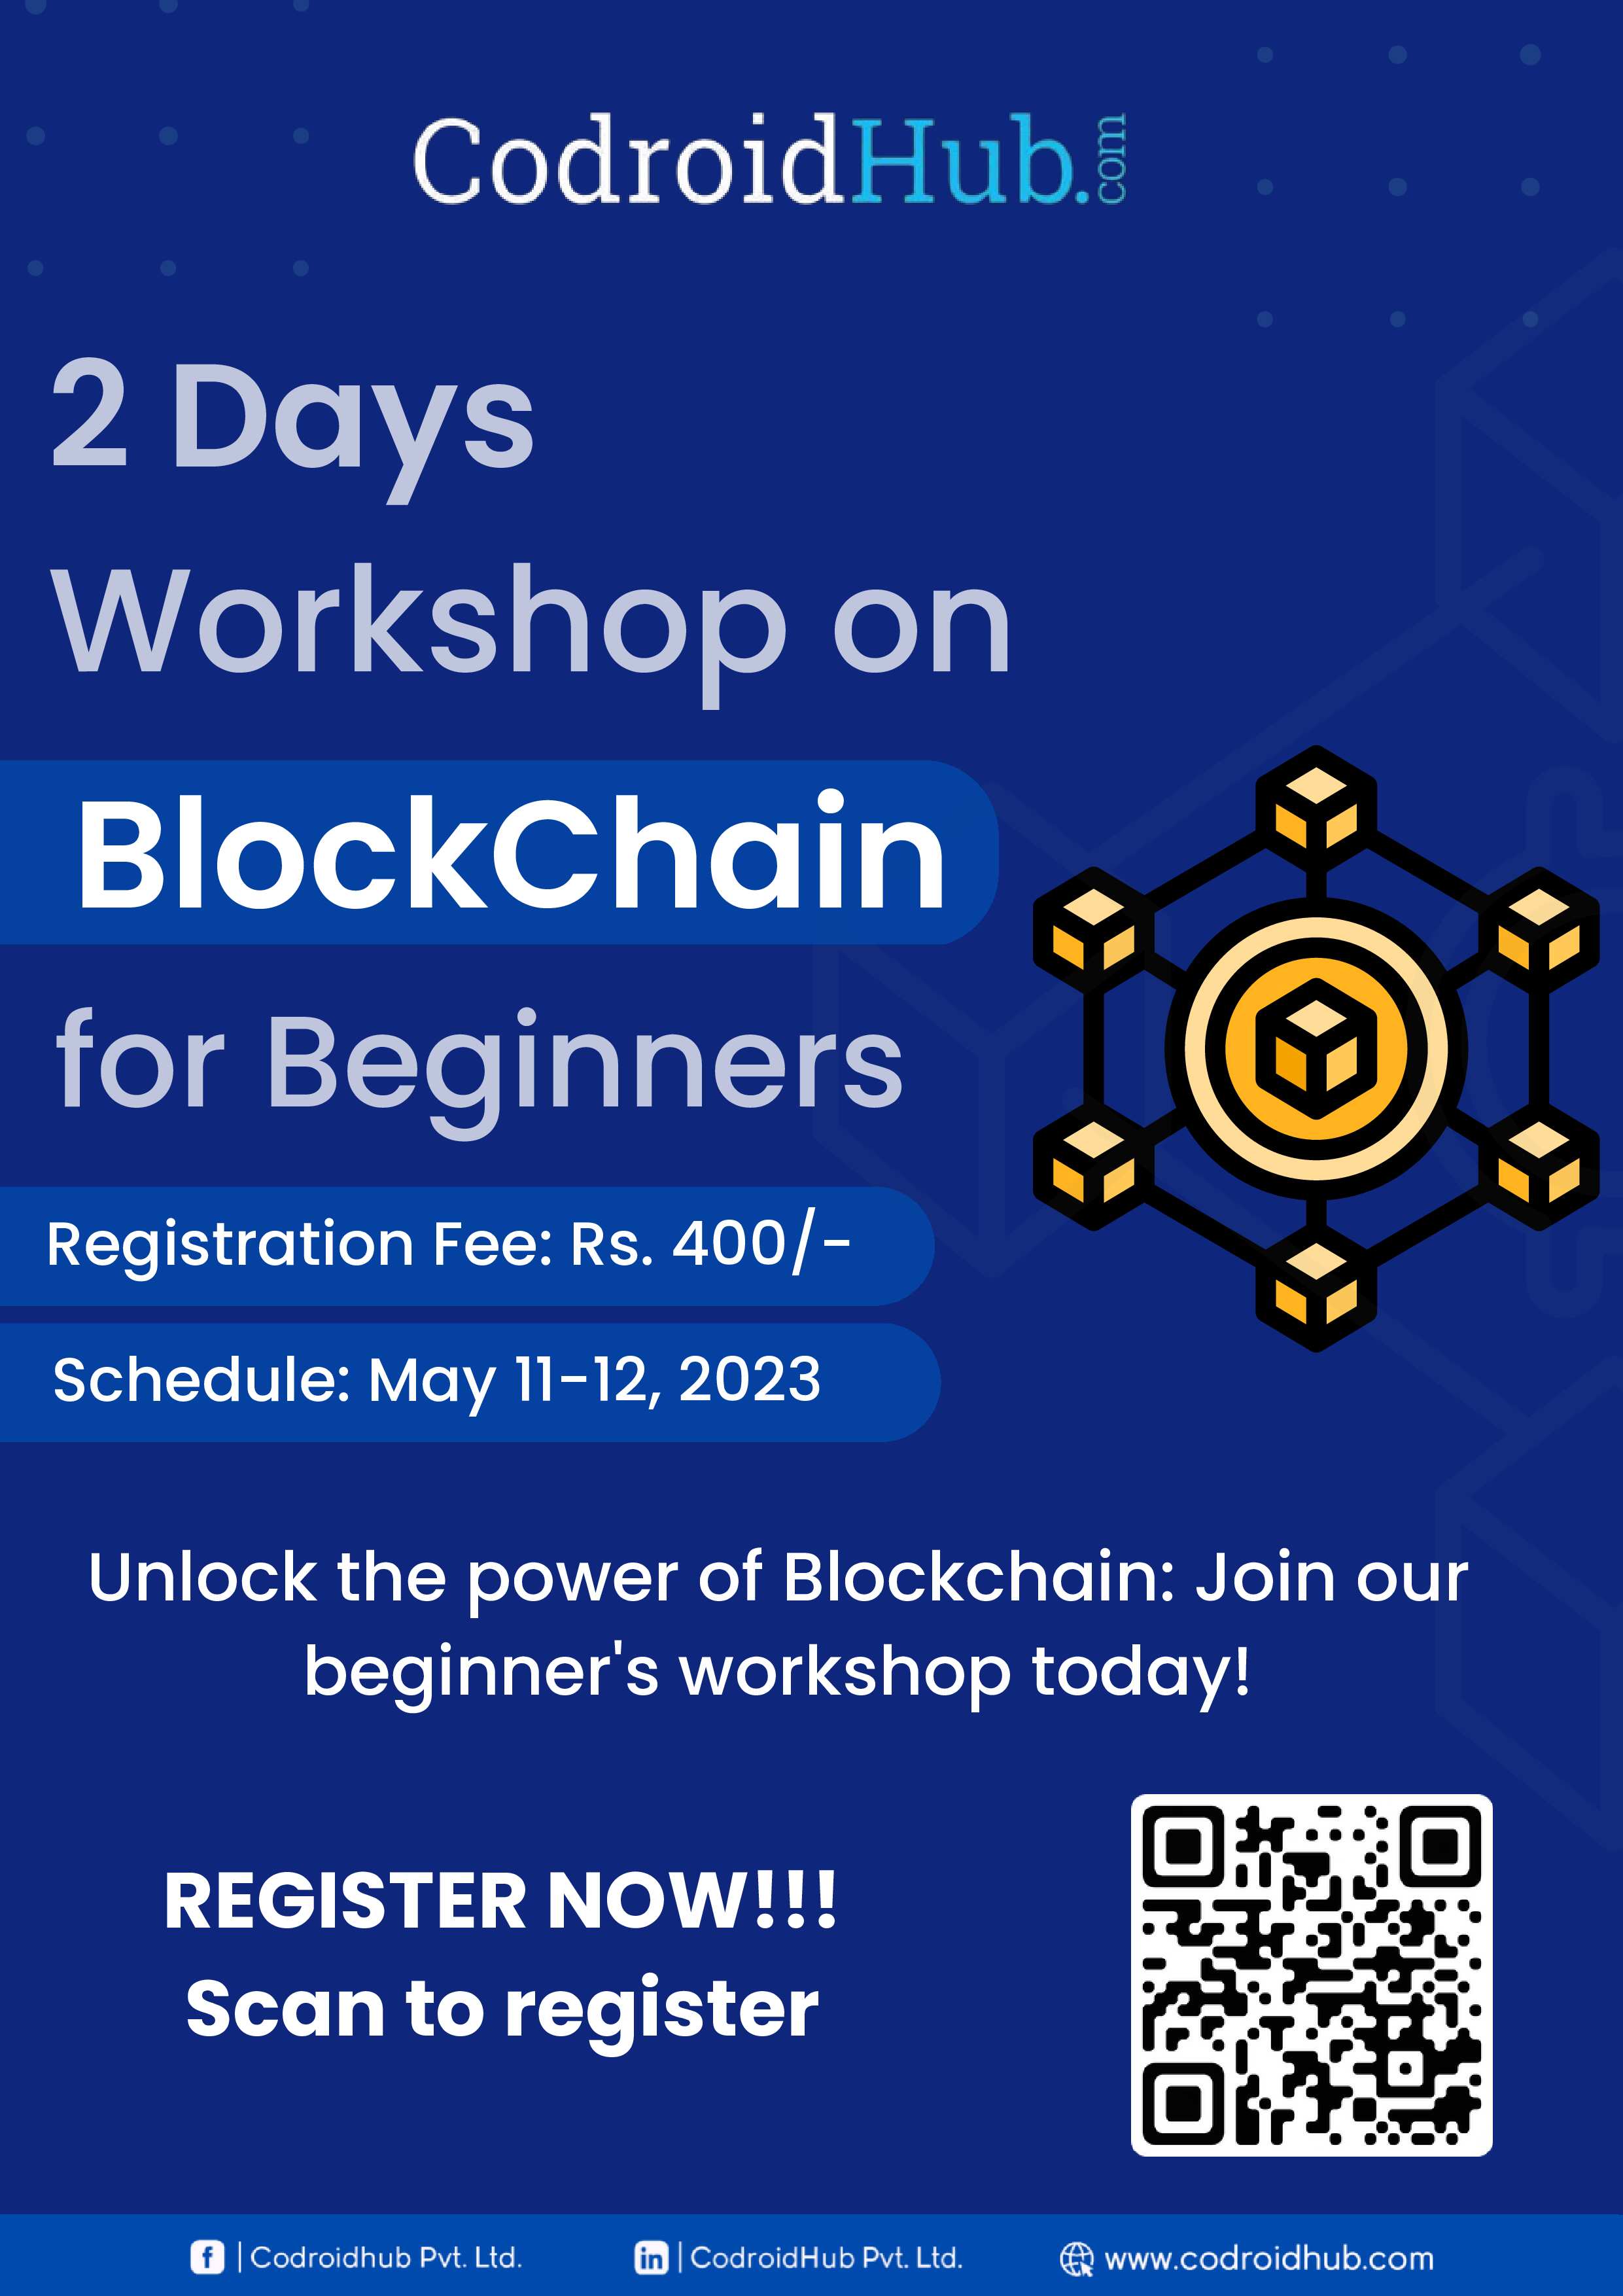 CodroidHub.com
2 Days
Workshop on
BlockChain
for Beginners
Registration Fee: Rs. 400/-
Schedule: May 11-12, 2023
Unlock the power of Blockchain: Join our
beginner's workshop today!
REGISTER NOW!!!
Scan to register
f | Codroidhub Pvt. Ltd. in | CodroidHub Pvt. Ltd. www.codroidhub.com